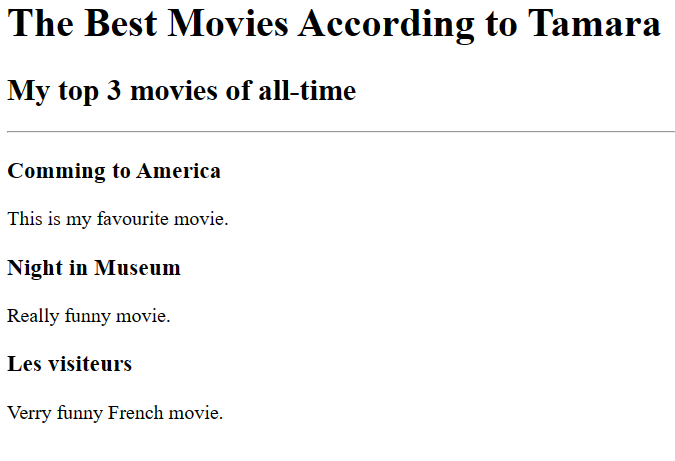 The Best Movies According to Tamara
My top 3 movies of all-time
Comming to America
This is my favourite movie.
Night in Museum
Really funny movie.
Les visiteurs
Verry funny French movie.